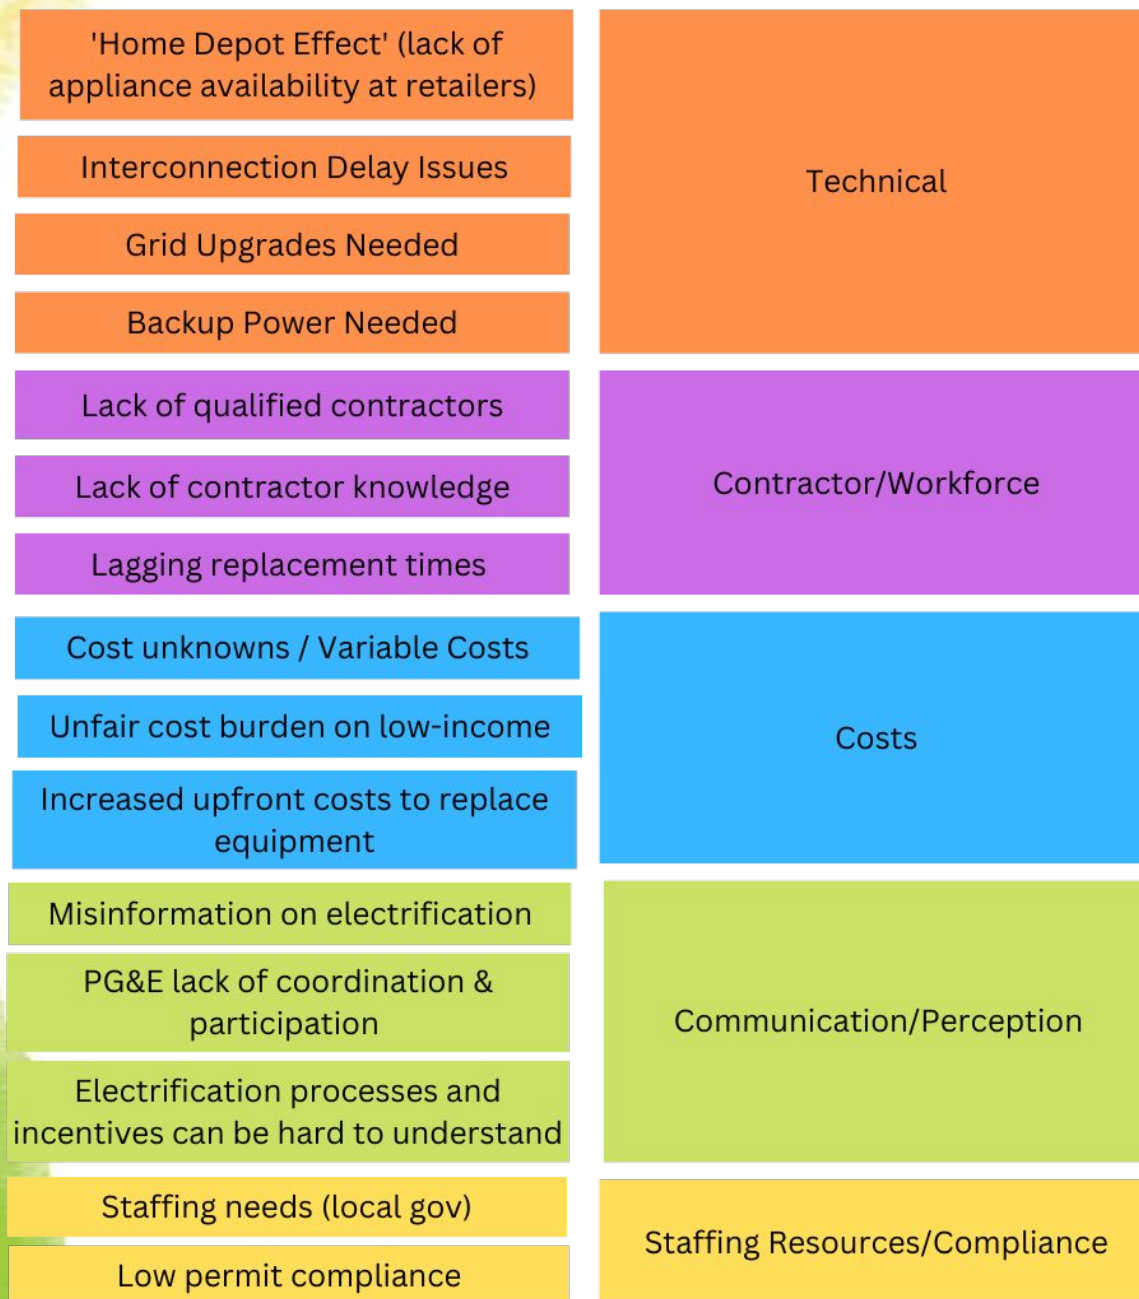 'Home Depot Effect' (lack of
appliance availability at retailers)
Interconnection Delay Issues
Grid Upgrades Needed
Backup Power Needed
Technical
Lack of qualified contractors
Lack of contractor knowledge
Lagging replacement times
Contractor/Workforce
Cost unknowns / Variable Costs
Unfair cost burden on low-income
Increased upfront costs to replace
equipment
Costs
Misinformation on electrification
PG&E lack of coordination &
participation
Electrification processes and
incentives can be hard to understand
Communication/Perception
Staffing needs (local gov)
Low permit compliance
Staffing Resources/Compliance